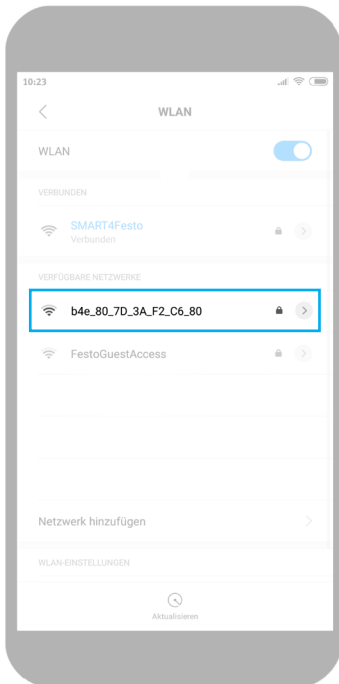 10:23
WLAN
WLAN
VERBUNDEN
SMART4Festo
Verbunden
VERFÜGBARE NETZWERKE
b4e_80_7D_3A_F2_C6_80
FestoGuestAccess
Netzwerk hinzufügen
WLAN-EINSTELLUNGEN
Aktualisieren